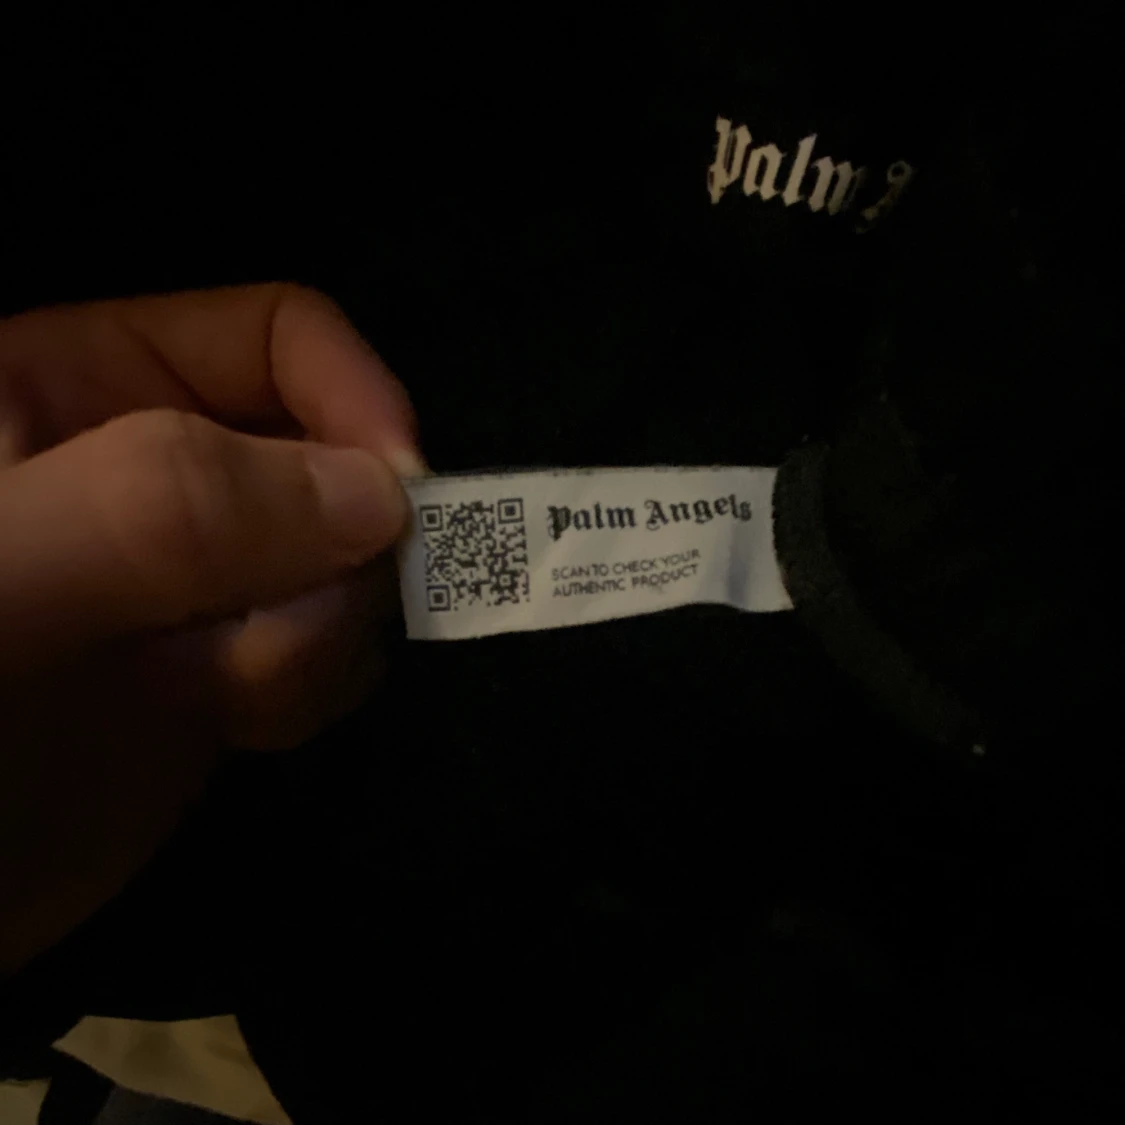 Palm A
Palm Angels
SCAN TO CHECK YOUR
AUTHENTIC PRODUCT